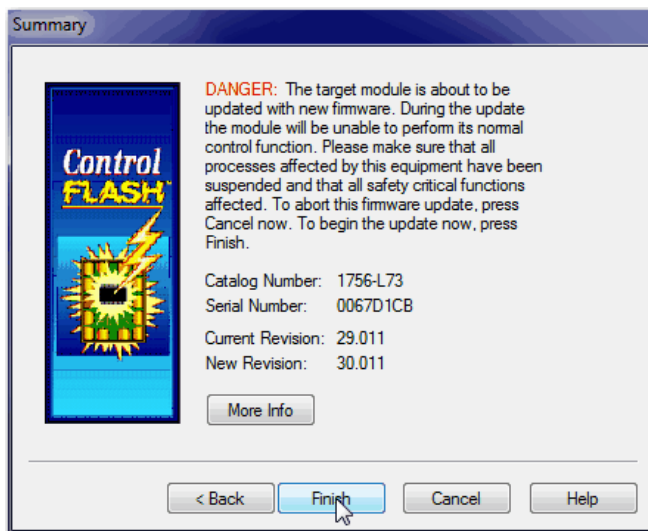 Summary
Control
FLASH
DANGER: The target module is about to be
updated with new firmware. During the update
the module will be unable to perform its normal
control function. Please make sure that all
processes affected by this equipment have been
suspended and that all safety critical functions
affected. To abort this firmware update, press
Cancel now. To begin the update now, press
Finish.
Catalog Number: 1756-L73
Serial Number: 0067D1CB
Current Revision: 29.011
New Revision: 30.011
More Info
< Back Finish Cancel Help